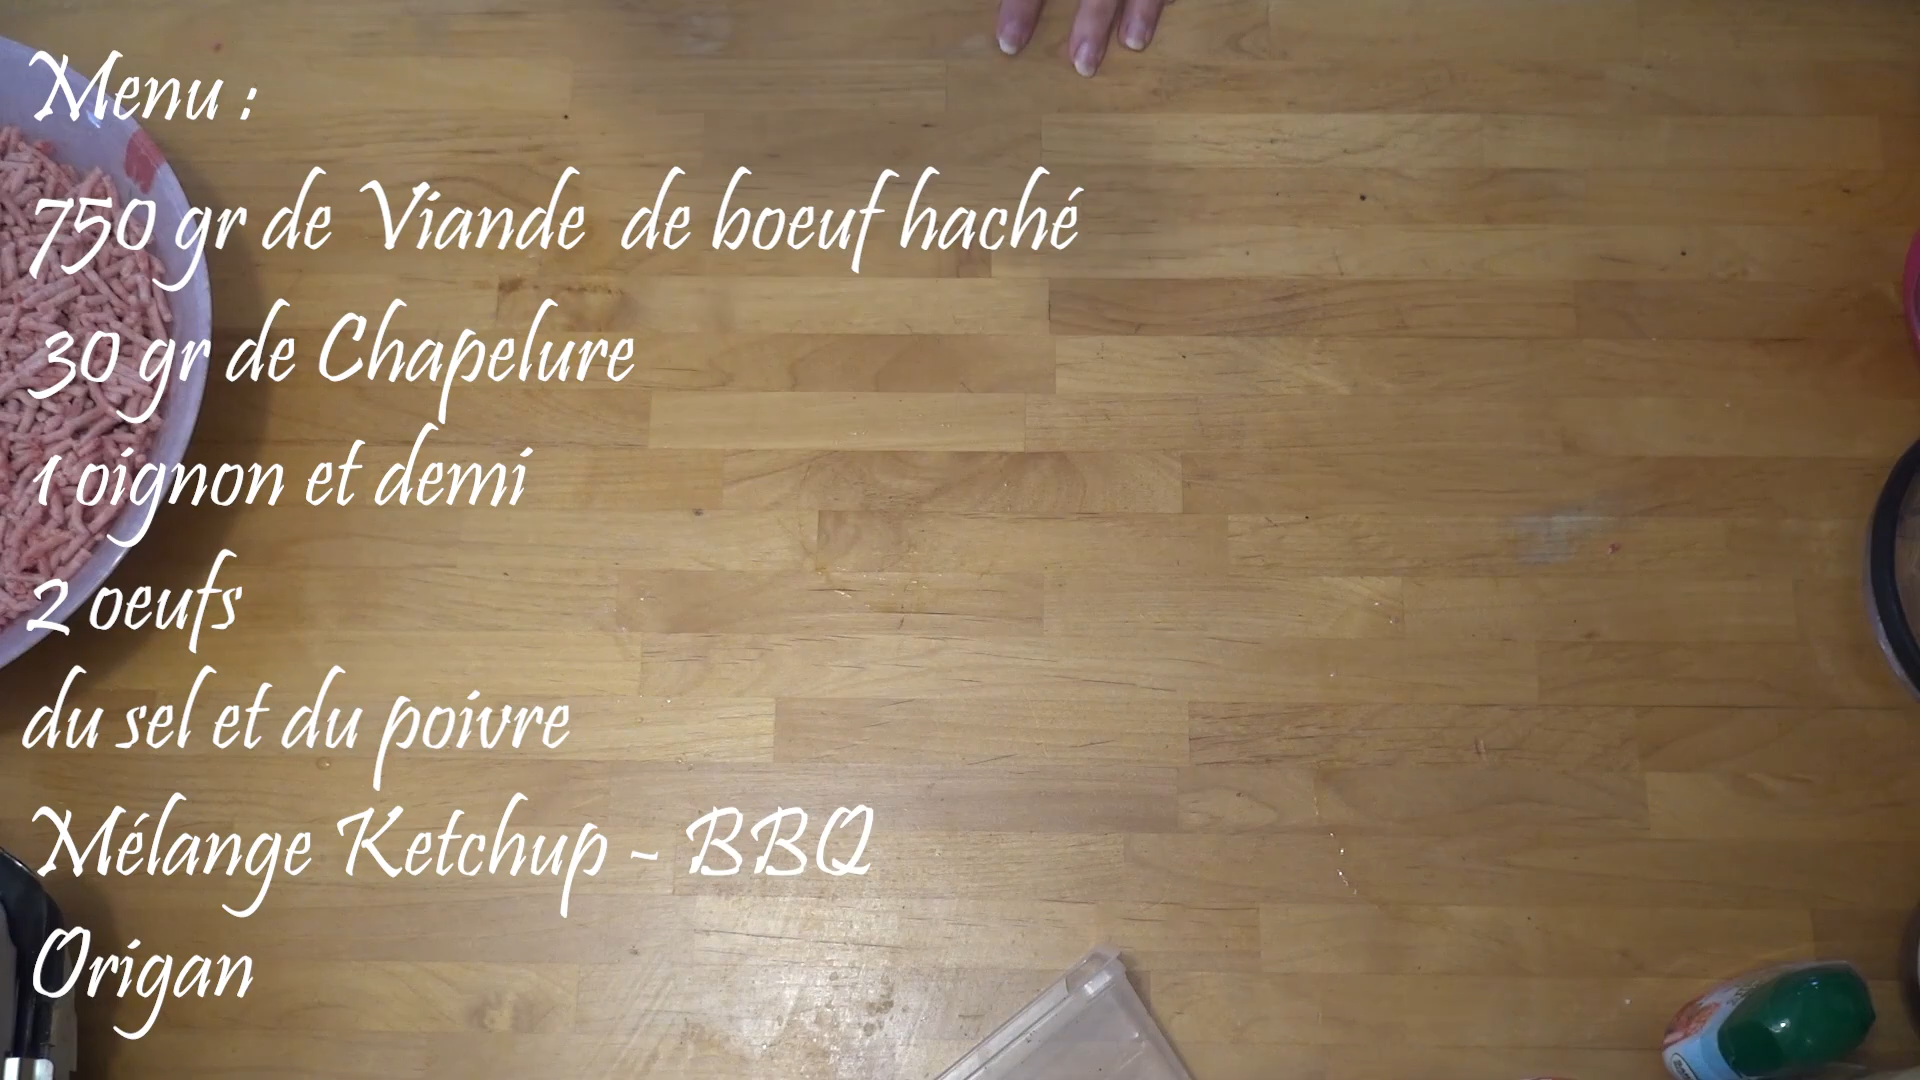 Menu :
750 gr de Viande de boeuf haché
30 gr de Chapelure
1 oignon et demi
2 oeufs
du sel et du poivre
Mélange Ketchup - BBQ
Origan